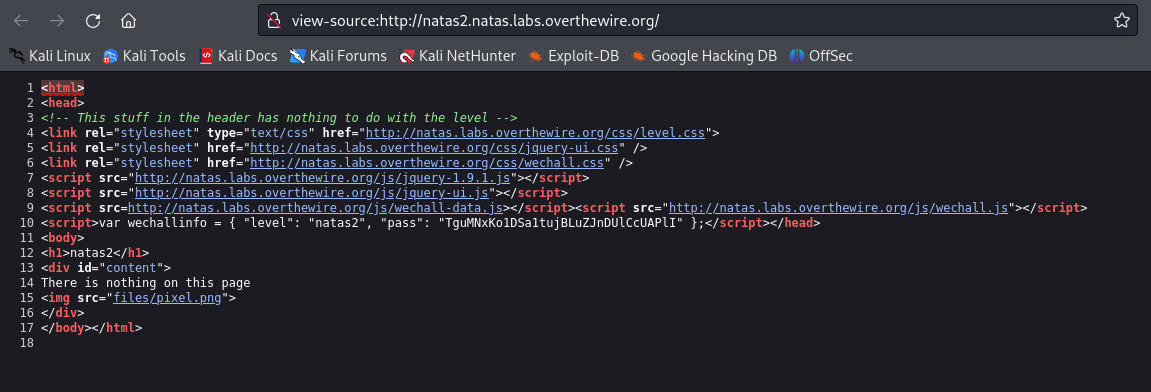 view-source:http://natas2.natas.labs.overthewire.org/
Kali Linux Kali Tools Kali Docs Kali Forums Kali NetHunter Exploit-DB Google Hacking DB OffSec
1 <html>
2 <head>
3 <!-- This stuff in the header has nothing to do with the level -->
4 <link rel="stylesheet" type="text/css" href="http://natas.labs.overthewire.org/css/level.css">
5 <link rel="stylesheet" href="http://natas.labs.overthewire.org/css/jquery-ui.css" />
6 <link rel="stylesheet" href="http://natas.labs.overthewire.org/css/wechall.css" />
7 <script src="http://natas.labs.overthewire.org/js/jquery-1.9.1.js"></script>
8 <script src="http://natas.labs.overthewire.org/js/jquery-ui.js"></script>
9 <script src=http://natas.labs.overthewire.org/js/wechall-data.js></script><script src="http://natas.labs.overthewire.org/js/wechall.js"></script>
10 <script>var wechallinfo = { "level": "natas2", "pass": "TguMNxKo1DSa1tujBLuZJnDUlCcUAPlI" };</script></head>
11 <body>
12 <h1>natas2</h1>
13 <div id="content">
14 There is nothing on this page
15 <img src="files/pixel.png">
16 </div>
17 </body></html>
18